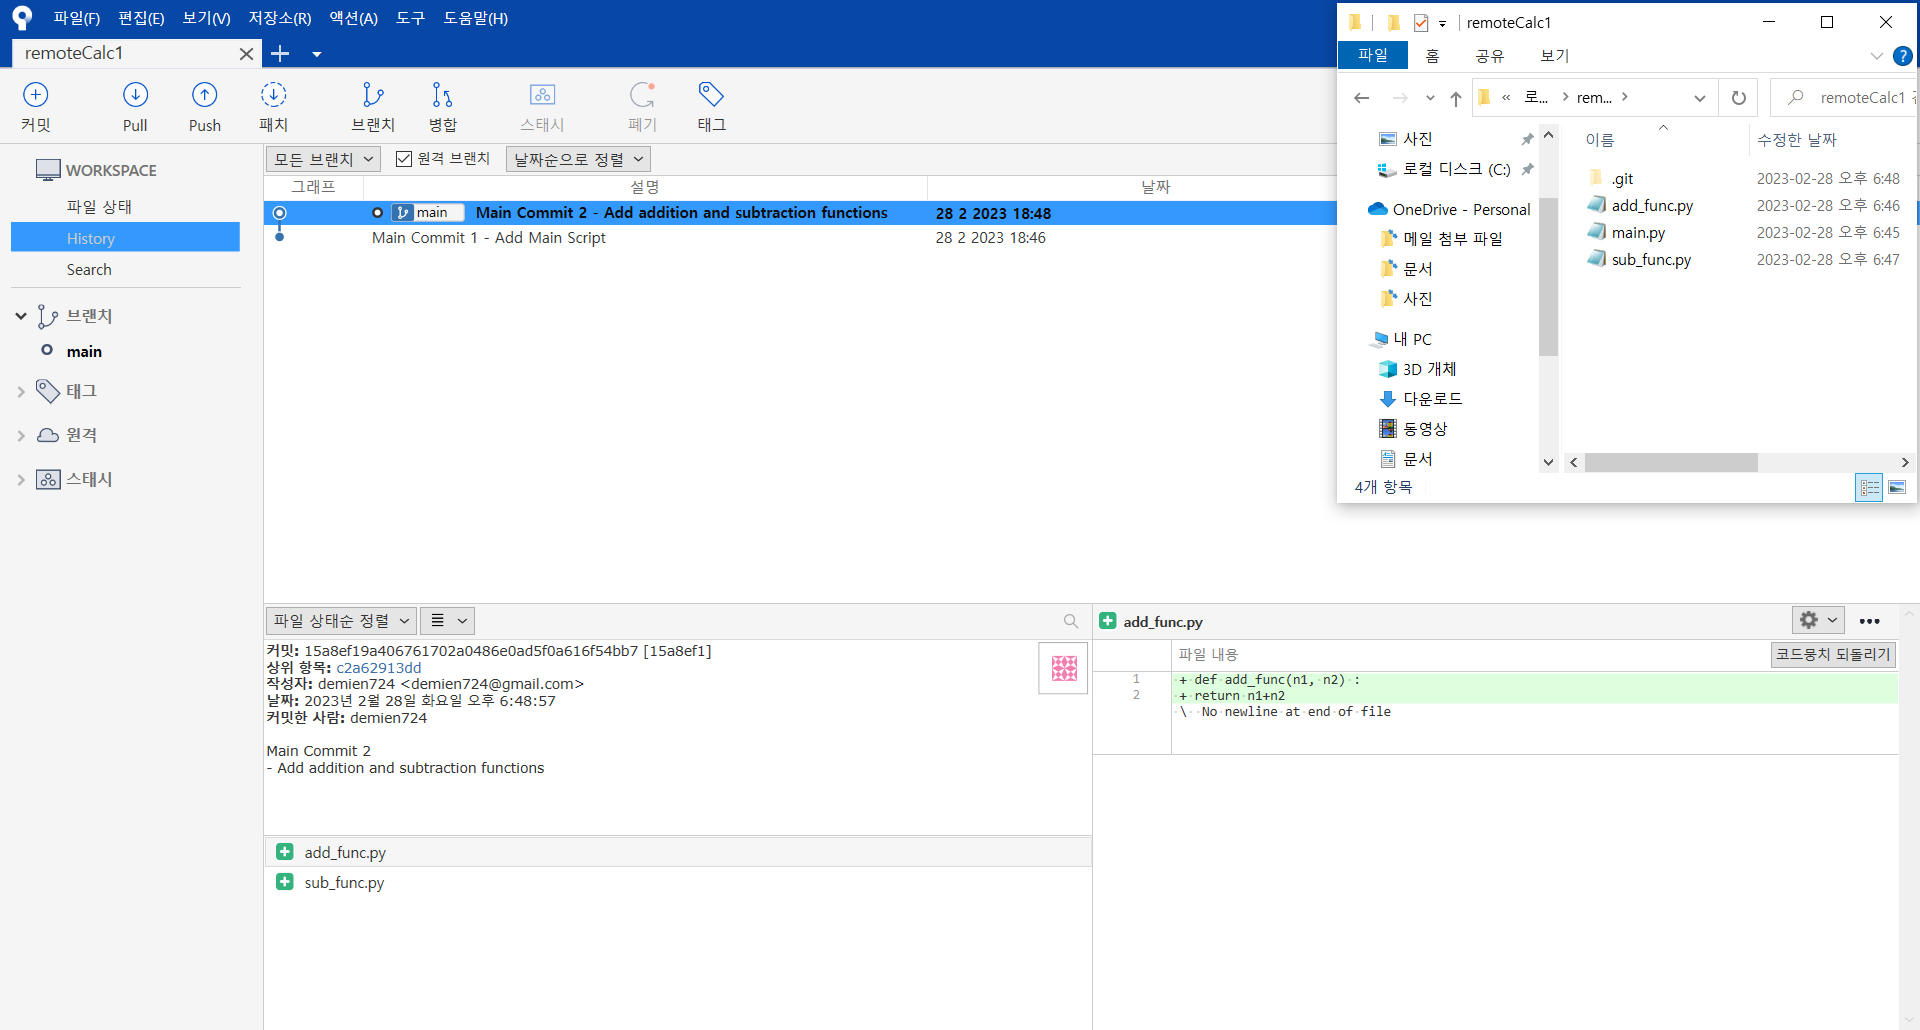 파일(F) 편집(E) 보기(V) 저장소(R) 액션(A) 도구 도움말(H)
remoteCalc1
커밋 Pull Push 패치 브랜치 병합 스태시 폐기 태그
WORKSPACE
파일 상태
History
Search
브랜치
main
태그
원격
스태시
모든 브랜치 원격 브랜치 날짜순으로 정렬
그래프 설명 날짜
main Main Commit 2 - Add addition and subtraction functions 28 2 2023 18:48
Main Commit 1 - Add Main Script 28 2 2023 18:46
remoteCalc1
파일 홈 공유 보기 ?
« 로... rem... remoteCalc1
사진
로컬 디스크 (C:)
OneDrive - Personal
메일 첨부 파일
문서
사진
내 PC
3D 개체
다운로드
동영상
문서
이름 수정한 날짜
.git 2023-02-28 오후 6:48
add_func.py 2023-02-28 오후 6:46
main.py 2023-02-28 오후 6:45
sub_func.py 2023-02-28 오후 6:47
4개 항목
파일 상태순 정렬
커밋: 15a8ef19a406761702a0486e0ad5f0a616f54bb7 [15a8ef1]
상위 항목: c2a62913dd
작성자: demien724 <demien724@gmail.com>
날짜: 2023년 2월 28일 화요일 오후 6:48:57
커밋한 사람: demien724
Main Commit 2
- Add addition and subtraction functions
add_func.py
sub_func.py
add_func.py
파일 내용 코드뭉치 되돌리기
1 + def add_func(n1, n2) :
2 + return n1+n2
\ No newline at end of file